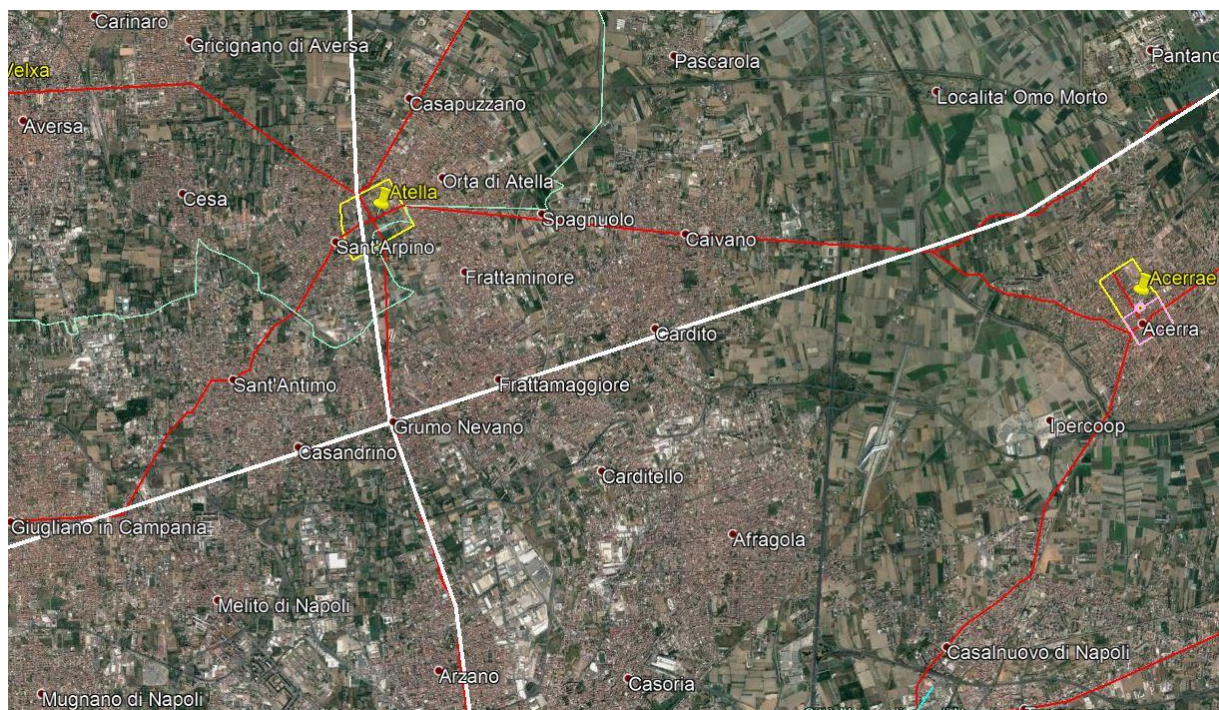 Carinaro
Gricignano di Aversa
Pascarola
Pantano
Velxa
Casapuzzano
Localita' Omo Morto
Aversa
Orta di Atella
Atella
Cesa
Spagnuolo
Caivano
Sant'Arpino
Frattaminore
Acerrae
Acerra
Cardito
Sant'Antimo
Frattamaggiore
Grumo Nevano
Ipercoop
Casandrino
Carditello
Giugliano in Campania
Afragola
Melito di Napoli
Casalnuovo di Napoli
Arzano
Casoria
Mugnano di Napoli